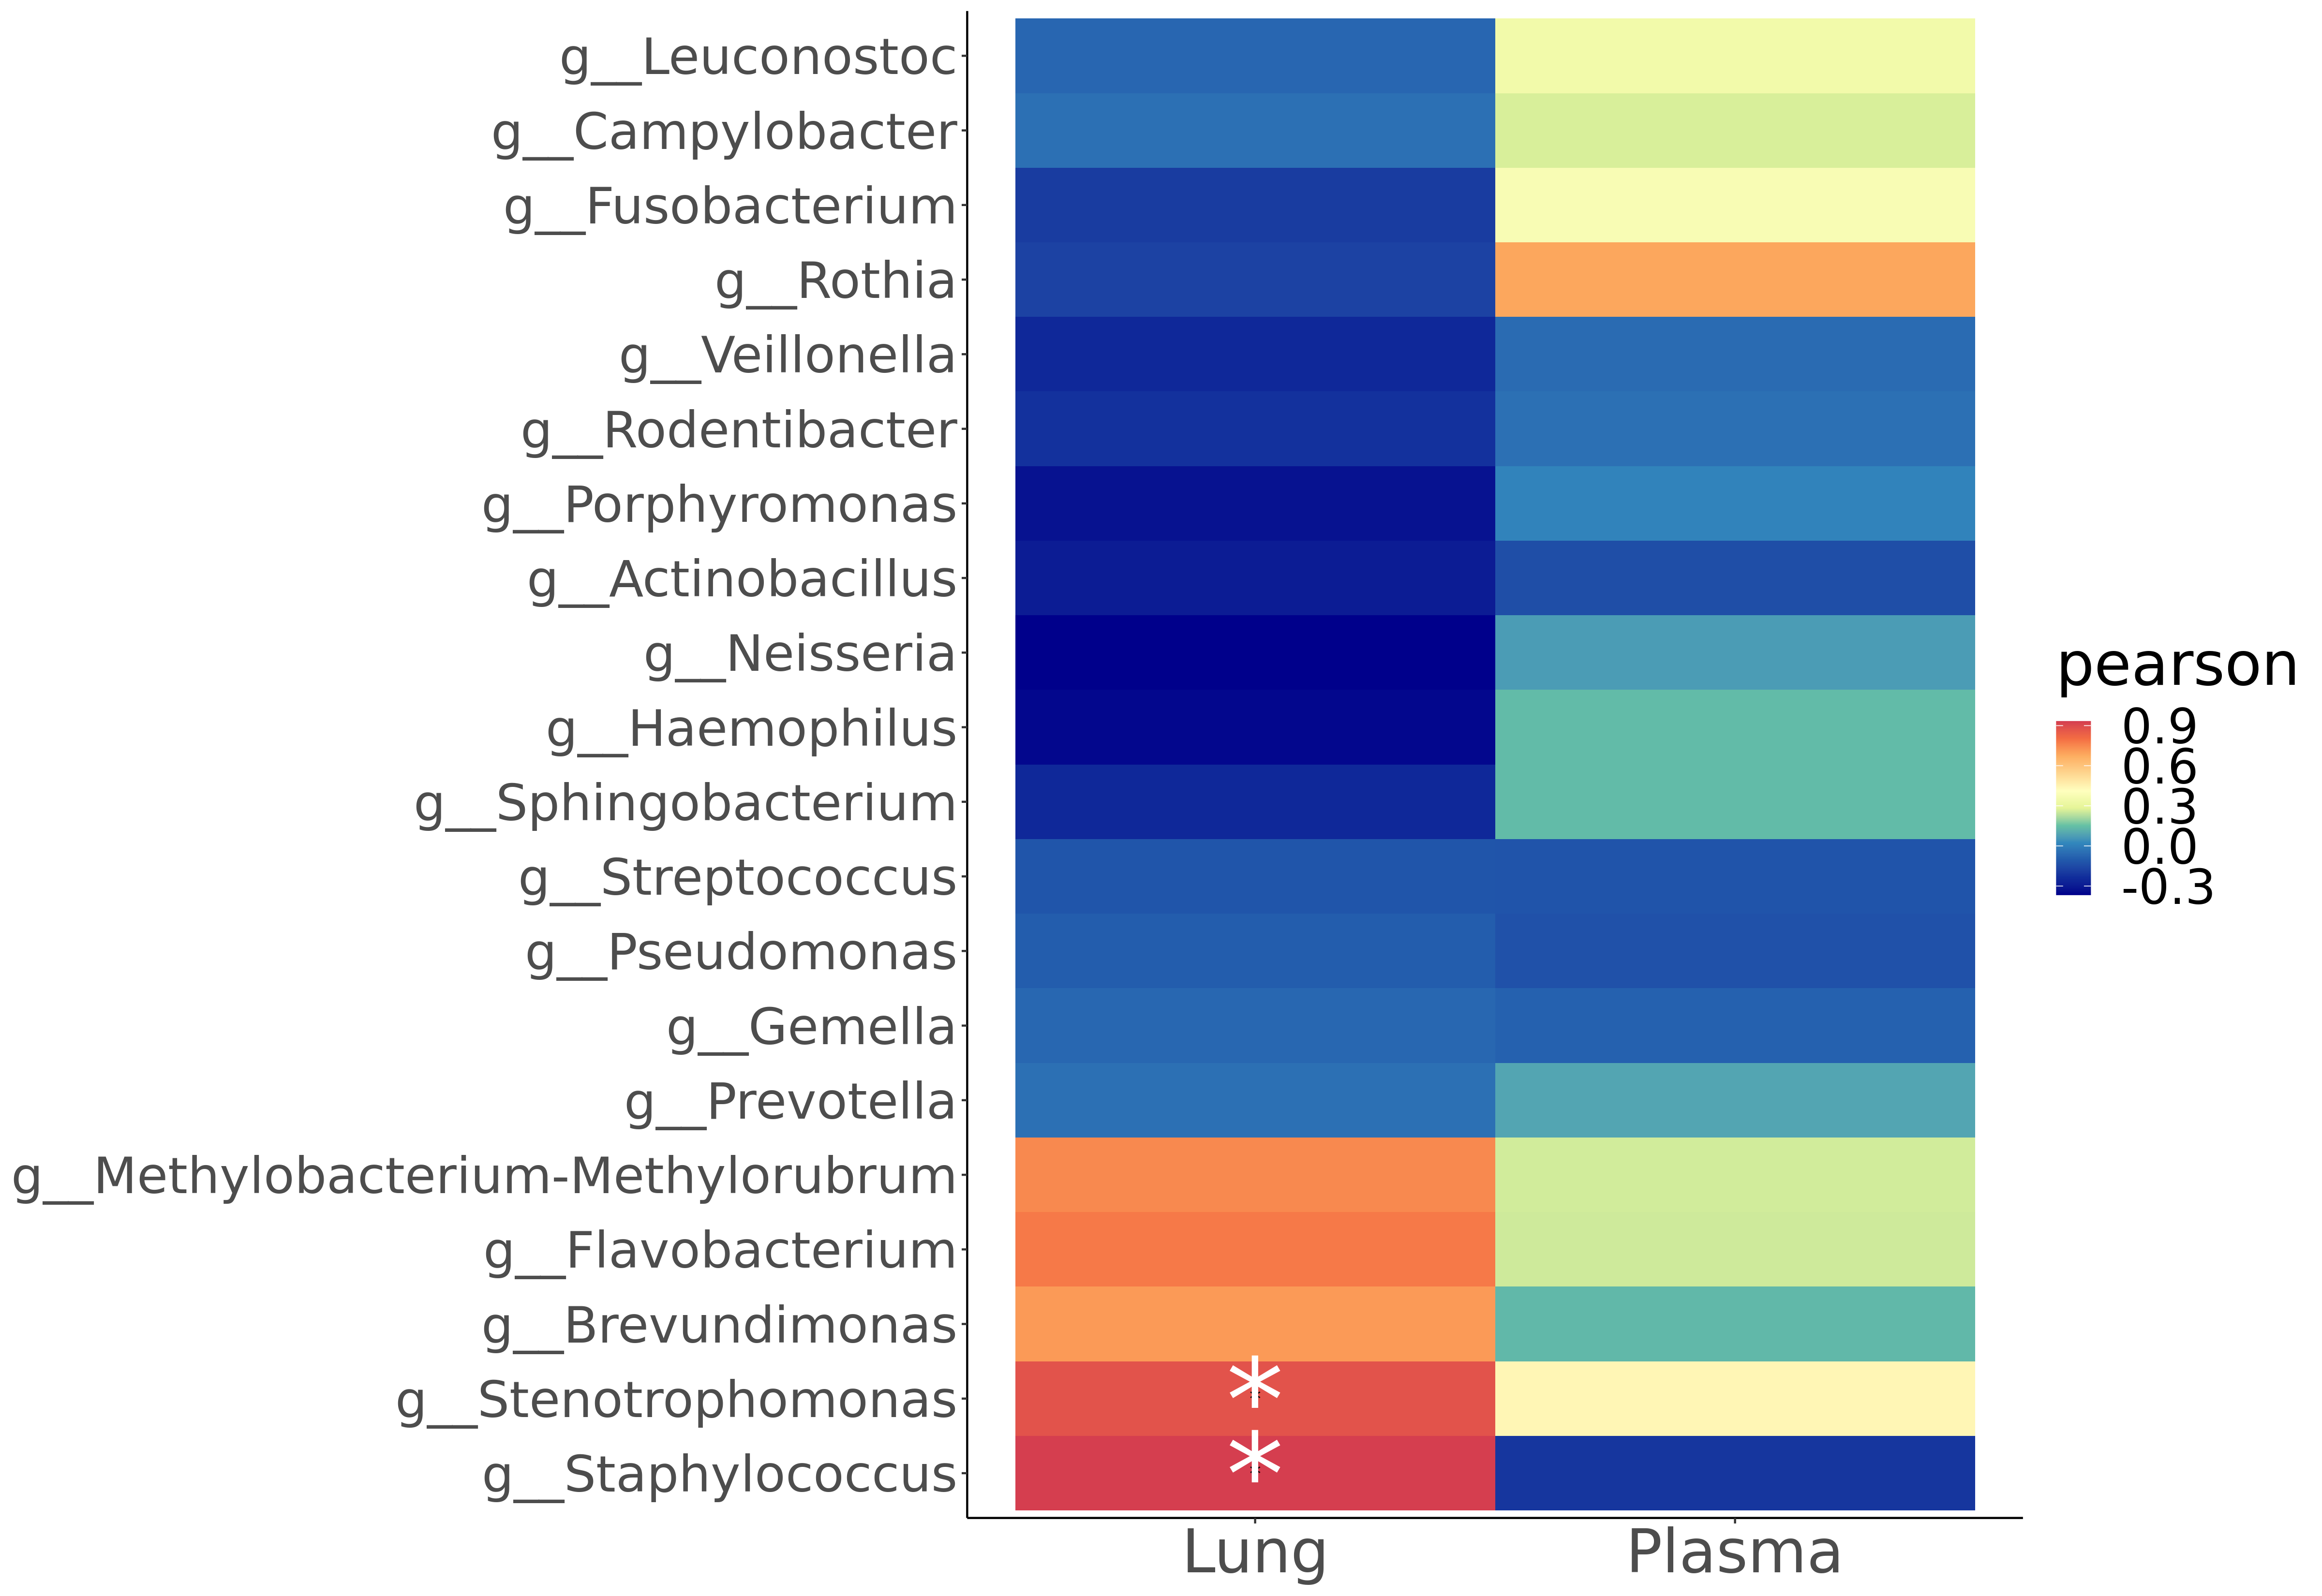 g__Leuconostoc
g__Campylobacter
g__Fusobacterium
g__Rothia
g__Veillonella
g__Rodentibacter
g__Porphyromonas
g__Actinobacillus
g__Neisseria
g__Haemophilus
g__Sphingobacterium
g__Streptococcus
g__Pseudomonas
g__Gemella
g__Prevotella
g__Methylobacterium-Methylorubrum
g__Flavobacterium
g__Brevundimonas
g__Stenotrophomonas
*
g__Staphylococcus
*
Lung Plasma
pearson
0.9
0.6
0.3
0.0
-0.3